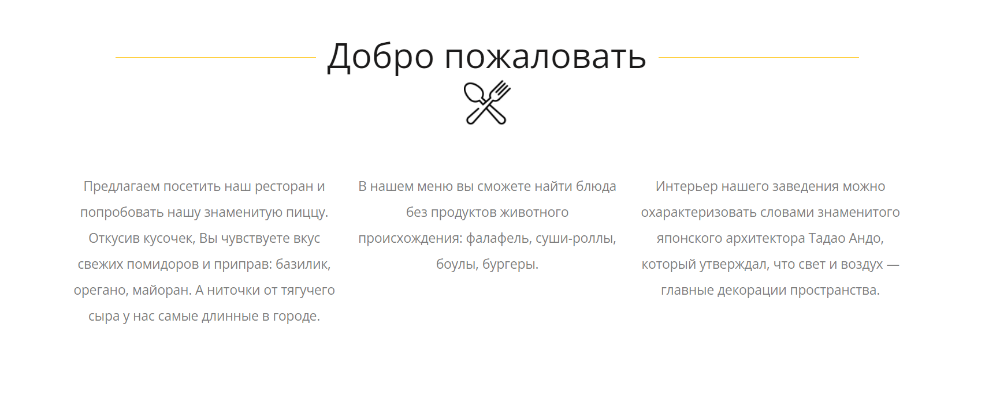 Добро пожаловать
Предлагаем посетить наш ресторан и
попробовать нашу знаменитую пиццу.
Откусив кусочек, Вы чувствуете вкус
свежих помидоров и приправ: базилик,
орегано, майоран. А ниточки от тягучего
сыра у нас самые длинные в городе.
В нашем меню вы сможете найти блюда
без продуктов животного
происхождения: фалафель, суши-роллы,
боулы, бургеры.
Интерьер нашего заведения можно
охарактеризовать словами знаменитого
японского архитектора Тадао Андо,
который утверждал, что свет и воздух —
главные декорации пространства.